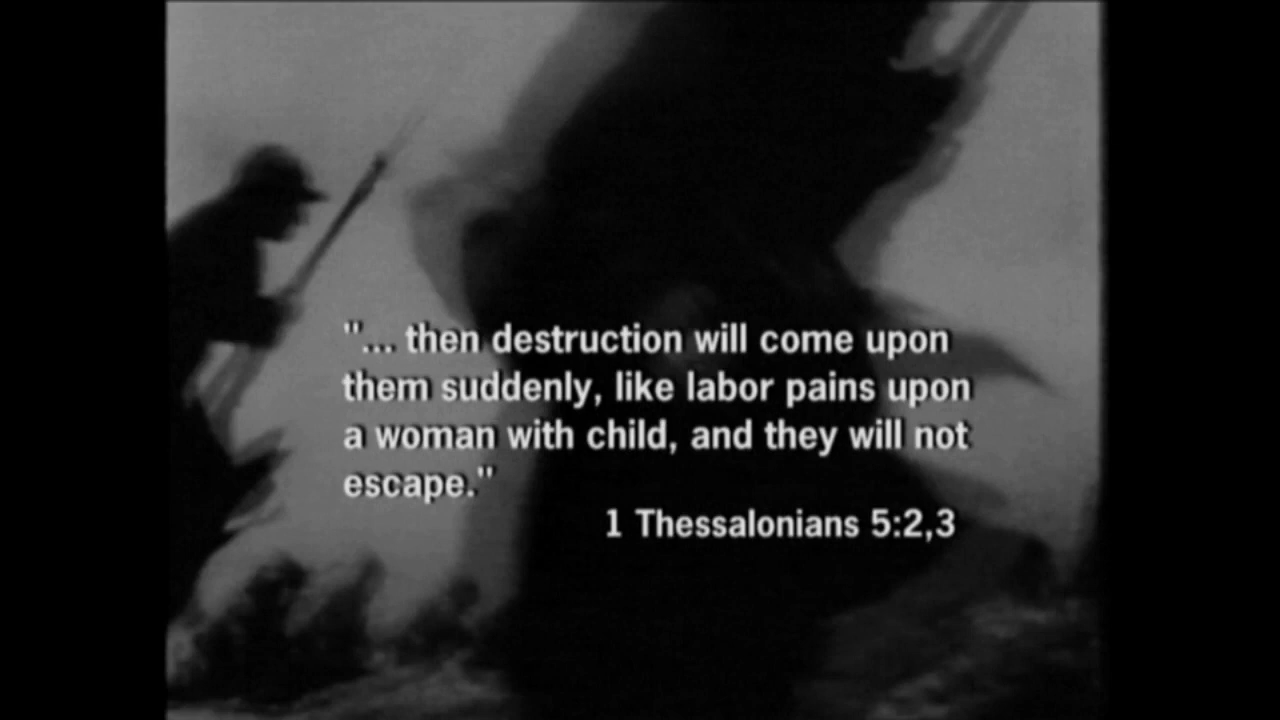 "... then destruction will come upon
them suddenly, like labor pains upon
a woman with child, and they will not
escape."
1 Thessalonians 5:2,3